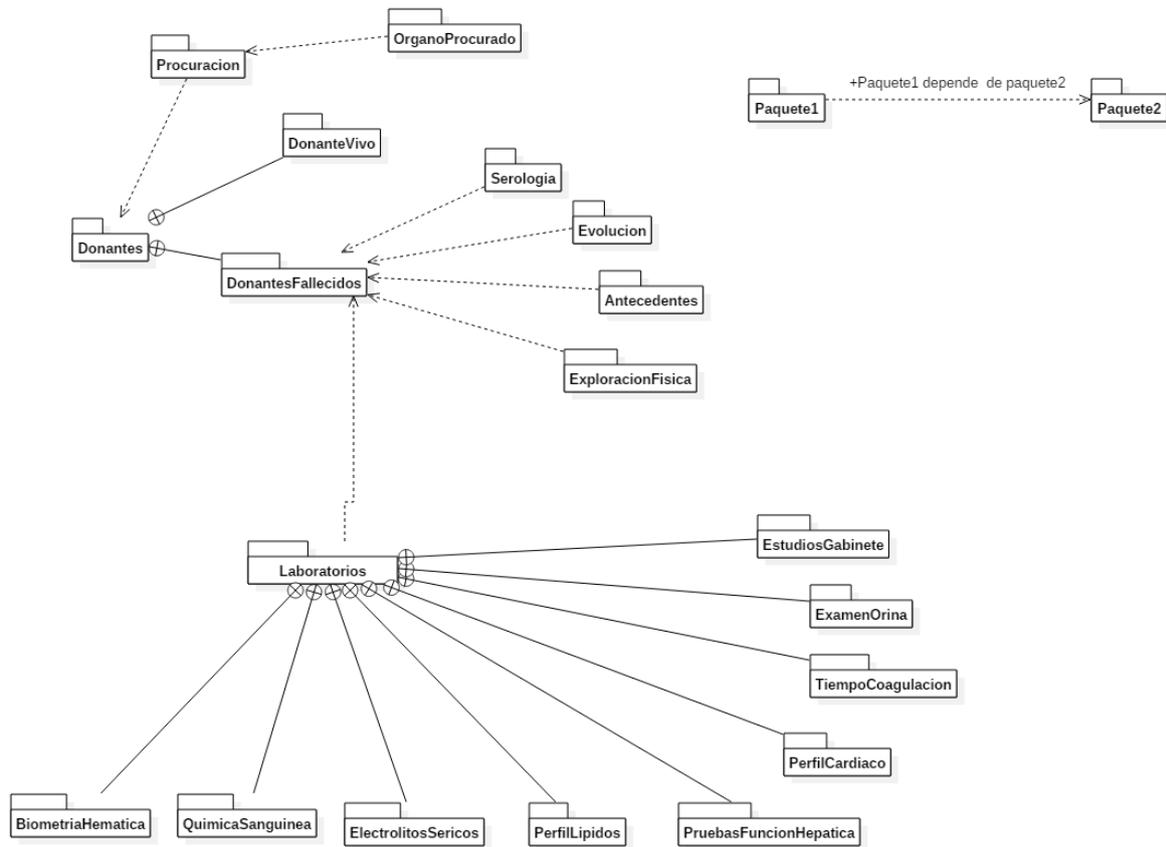 OrganoProcurado
Procuracion
+Paquete1 depende  de paquete2
Paquete1
Paquete2
DonanteVivo
Serologia
Evolucion
Donantes
DonantesFallecidos
Antecedentes
ExploracionFisica
EstudiosGabinete
Laboratorios
ExamenOrina
TiempoCoagulacion
PerfilCardiaco
BiometriaHematica
QuimicaSanguinea
ElectrolitosSericos
PerfilLipidos
PruebasFuncionHepatica